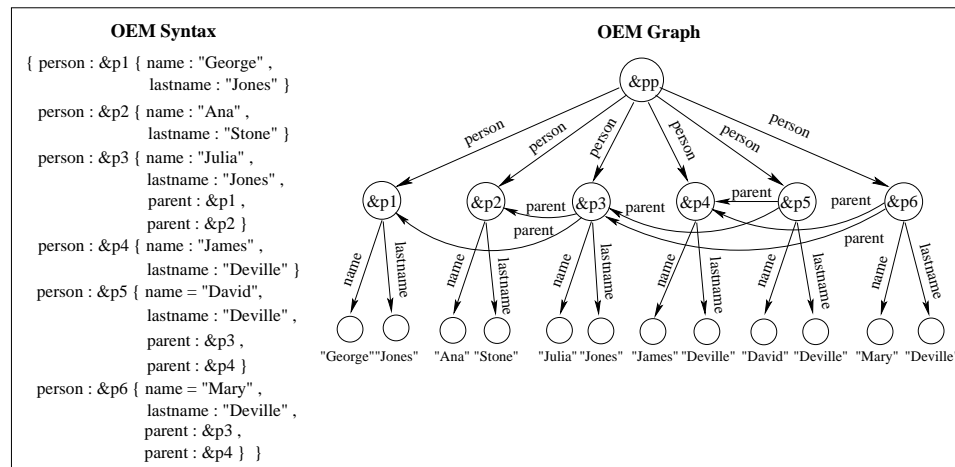 OEM Syntax
{ person : &p1 { name : "George" ,
lastname : "Jones" }
person : &p2 { name : "Ana" ,
lastname : "Stone" }
person : &p3 { name : "Julia" ,
lastname : "Jones" ,
parent : &p1 ,
parent : &p2 }
person : &p4 { name : "James" ,
lastname : "Deville" }
person : &p5 { name = "David",
lastname : "Deville" ,
parent : &p3 ,
parent : &p4 }
person : &p6 { name = "Mary" ,
lastname : "Deville" ,
parent : &p3 ,
parent : &p4 } }
OEM Graph
&pp
person person person person person person
&p1 &p2 &p3 &p4 &p5 &p6
parent parent parent parent parent parent
name lastname name lastname name lastname name lastname name lastname name lastname
"George" "Jones" "Ana" "Stone" "Julia" "Jones" "James" "Deville" "David" "Deville" "Mary" "Deville"